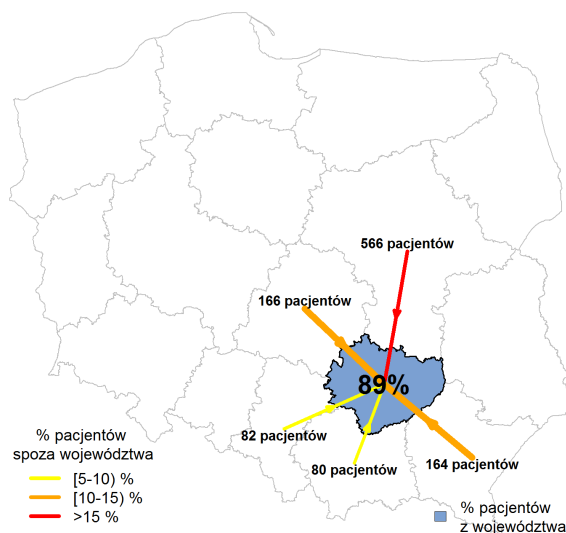 566 pacjentów
166 pacjentów
89%
82 pacjentów
80 pacjentów
164 pacjentów
% pacjentów
spoza województwa
[5-10) %
[10-15) %
>15 %
% pacjentów
z województwa